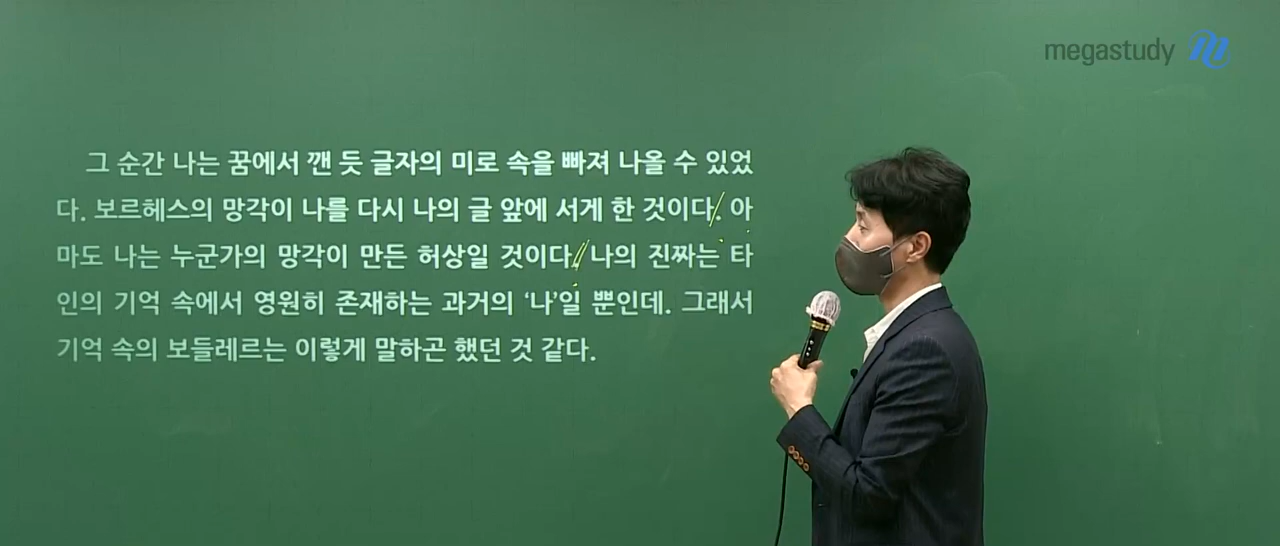 megastudy
그 순간 나는 꿈에서 깬 듯 글자의 미로 속을 빠져 나올 수 있었
다. 보르헤스의 망각이 나를 다시 나의 글 앞에 서게 한 것이다. 아
마도 나는 누군가의 망각이 만든 허상일 것이다. 나의 진짜는 타
인의 기억 속에서 영원히 존재하는 과거의 ‘나’일 뿐인데. 그래서
기억 속의 보들레르는 이렇게 말하곤 했던 것 같다.